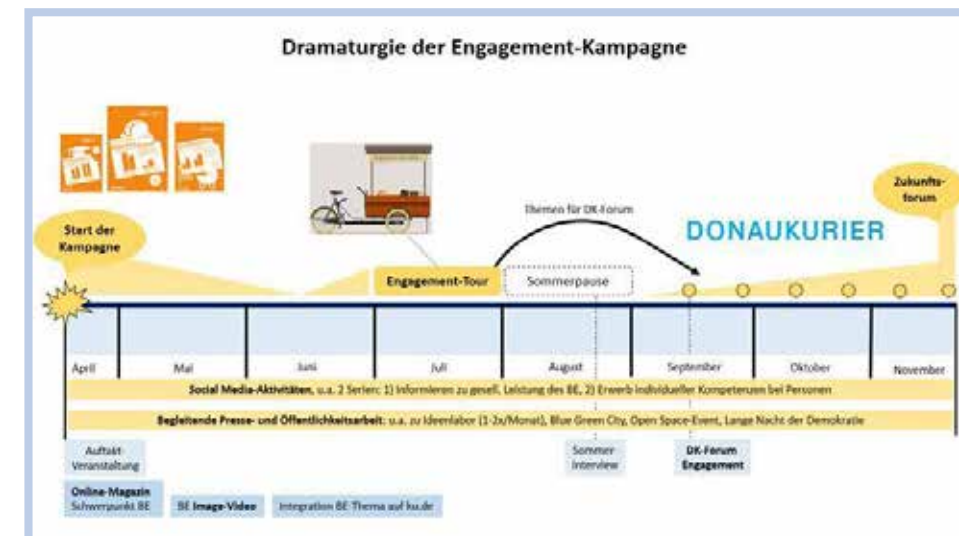 Dramaturgie der Engagement-Kampagne
Start der
Kampagne
Engagement-Tour
Themen für DK-Forum
Sommerpause
DONAUKURIER
Zukunfts-
forum
April
Mai
Juni
Juli
August
September
Oktober
November
Social Media-Aktivitäten, u.a. 2 Serien: 1) Informieren zu gesell. Leistung des BE, 2) Erwerb individueller Kompetenzen bei Personen
Begleitende Presse- und Öffentlichkeitsarbeit: u.a. zu Ideenlabor (1-2x/Monat), Blue Green City, Open Space-Event, Lange Nacht der Demokratie
Auftakt-
Veranstaltung
Sommer
Interview
DK-Forum
Engagement
Online-Magazin
Schwerpunkt BE
BE Image-Video
Integration BE-Thema auf ku.de